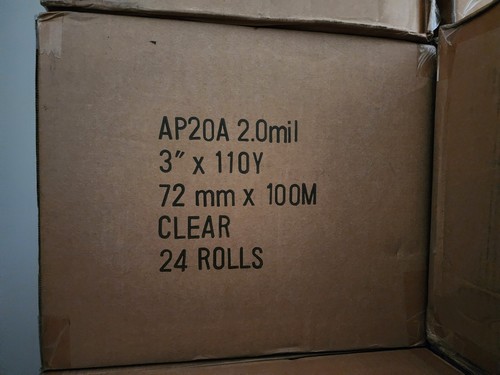 AP20A 2.0mil
3" x 110Y
72 mm x 100M
CLEAR
24 ROLLS